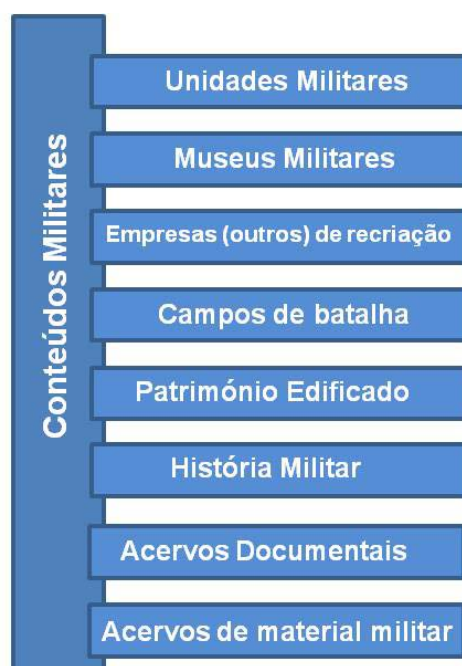 Conteúdos Militares
Unidades Militares
Museus Militares
Empresas (outros) de recriação
Campos de batalha
Património Edificado
História Militar
Acervos Documentais
Acervos de material militar